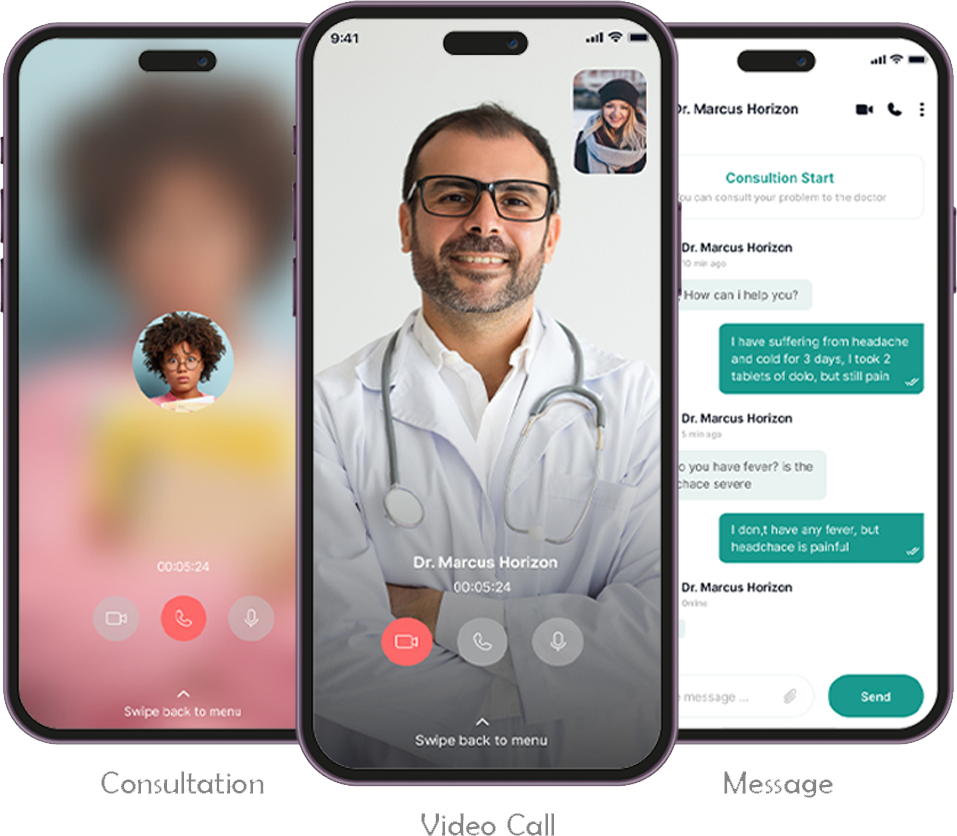 00:05:24
Swipe back to menu
Consultation
9:41
Dr. Marcus Horizon
00:05:24
Swipe back to menu
Video Call
Dr. Marcus Horizon
Consultion Start
You can consult your problem to the doctor
Dr. Marcus Horizon
10 min ago
How can i help you?
I have suffering from headache
and cold for 3 days, I took 2
tablets of dolo, but still pain
Dr. Marcus Horizon
5 min ago
o you have fever? is the
chace severe
I don,t have any fever, but
headchace is painful
Dr. Marcus Horizon
Online
message ...
Send
Message